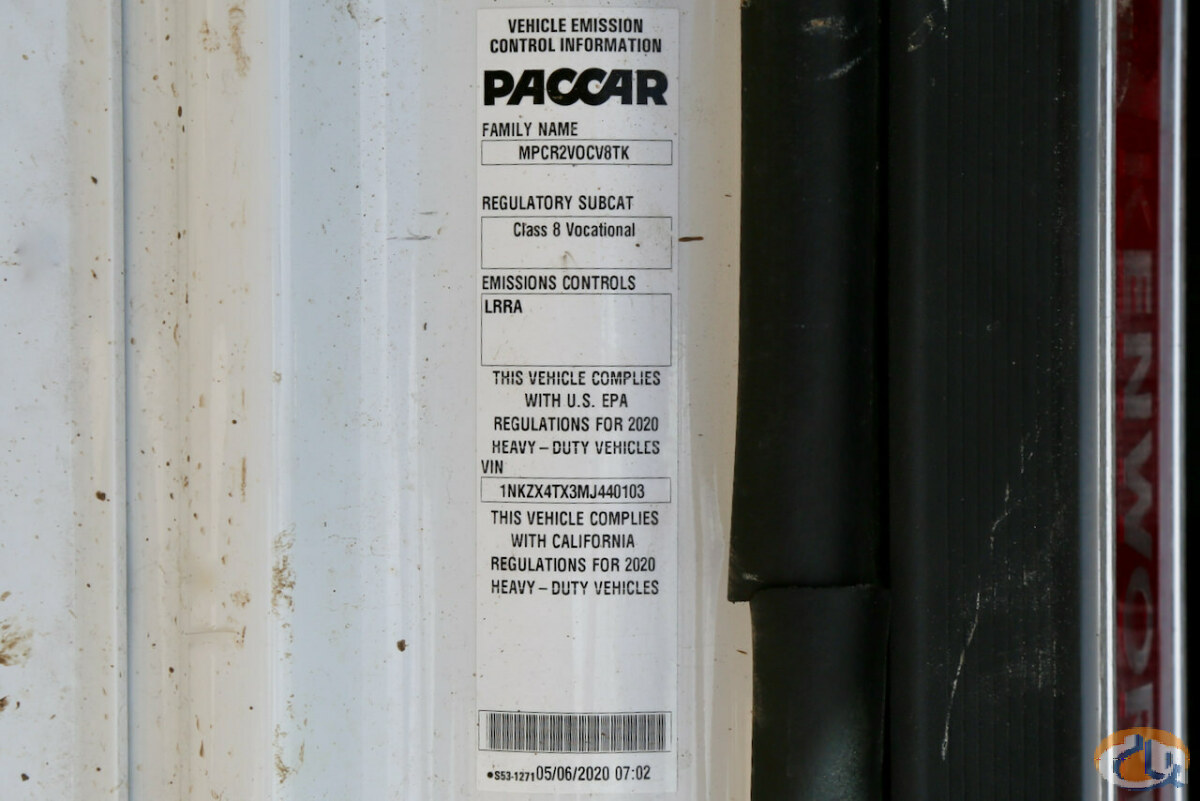 VEHICLE EMISSION
CONTROL INFORMATION
PACCAR
FAMILY NAME
MPCR2VOCV8TK
REGULATORY SUBCAT
Class 8 Vocational
EMISSIONS CONTROLS
LRRA
THIS VEHICLE COMPLIES
WITH U.S. EPA
REGULATIONS FOR 2020
HEAVY – DUTY VEHICLES
VIN
1NKZX4TX3MJ440103
THIS VEHICLE COMPLIES
WITH CALIFORNIA
REGULATIONS FOR 2020
HEAVY – DUTY VEHICLES
•S53-1271 05/06/2020 07:02
KENWOR